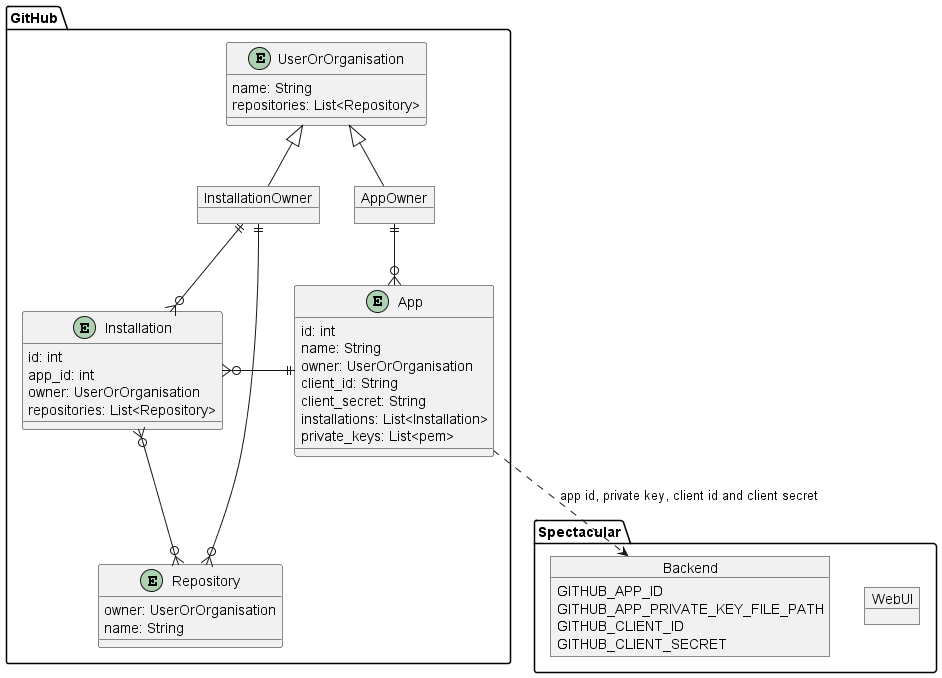 GitHub
E UserOrOrganisation
name: String
repositories: List<Repository>
InstallationOwner
AppOwner
E Installation
id: int
app_id: int
owner: UserOrOrganisation
repositories: List<Repository>
E App
id: int
name: String
owner: UserOrOrganisation
client_id: String
client_secret: String
installations: List<Installation>
private_keys: List<pem>
app id, private key, client id and client secret
E Repository
owner: UserOrOrganisation
name: String
Spectacular
Backend
GITHUB_APP_ID
GITHUB_APP_PRIVATE_KEY_FILE_PATH
GITHUB_CLIENT_ID
GITHUB_CLIENT_SECRET
WebUI